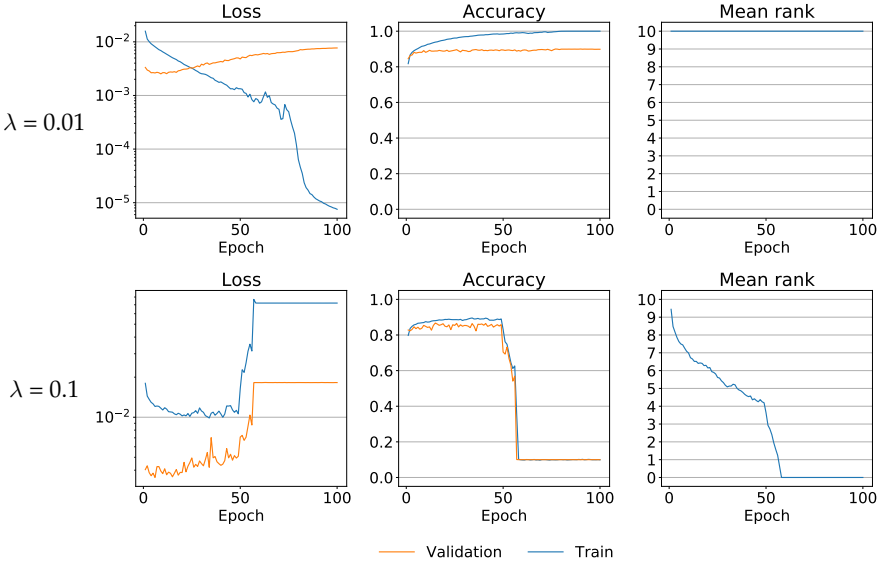 Loss Accuracy Mean rank
λ = 0.01
10⁻² 10⁻³ 10⁻⁴ 10⁻⁵
1.0 0.8 0.6 0.4 0.2 0.0
10 9 8 7 6 5 4 3 2 1 0
0 50 100 0 50 100 0 50 100
Epoch Epoch Epoch
Loss Accuracy Mean rank
λ = 0.1
10⁻²
1.0 0.8 0.6 0.4 0.2 0.0
10 9 8 7 6 5 4 3 2 1 0
0 50 100 0 50 100 0 50 100
Epoch Epoch Epoch
Validation Train